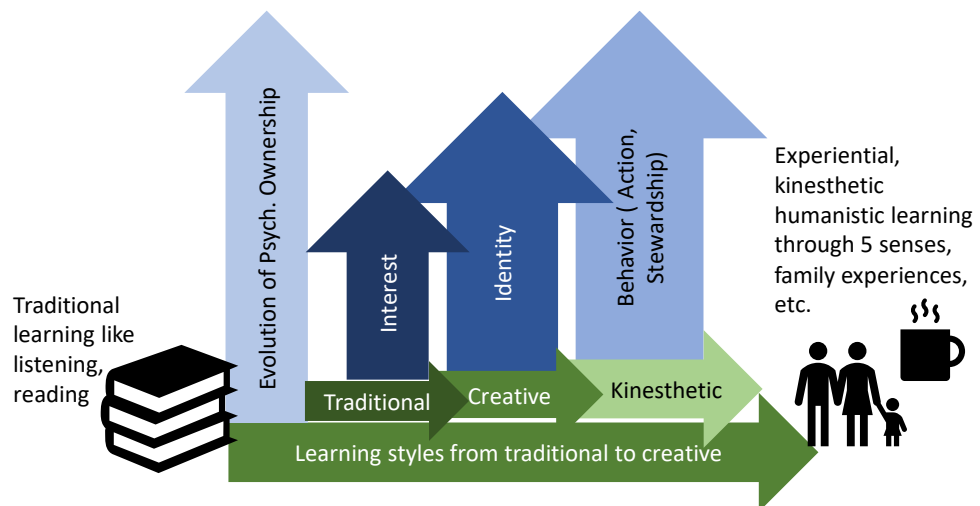 Traditional
learning like
listening,
reading
Evolution of Psych. Ownership
Interest
Identity
Behavior ( Action,
Stewardship)
Experiential,
kinesthetic
humanistic learning
through 5 senses,
family experiences,
etc.
Traditional
Creative
Kinesthetic
Learning styles from traditional to creative